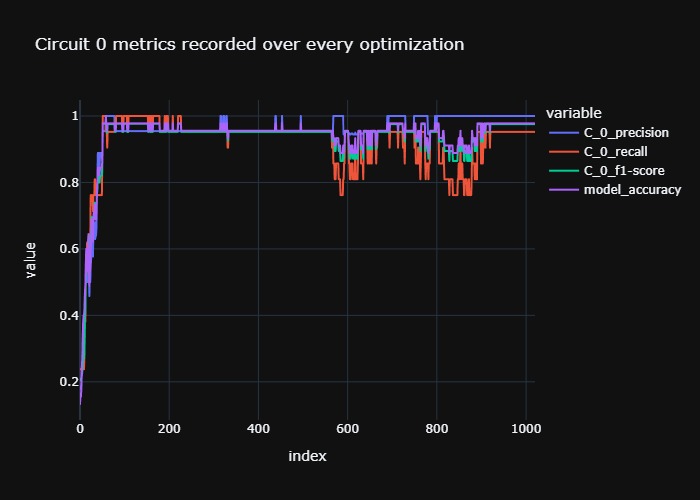 Circuit 0 metrics recorded over every optimization
variable
C_0_precision
C_0_recall
C_0_f1-score
model_accuracy
1
0.8
0.6
0.4
0.2
value
0 200 400 600 800 1000
index